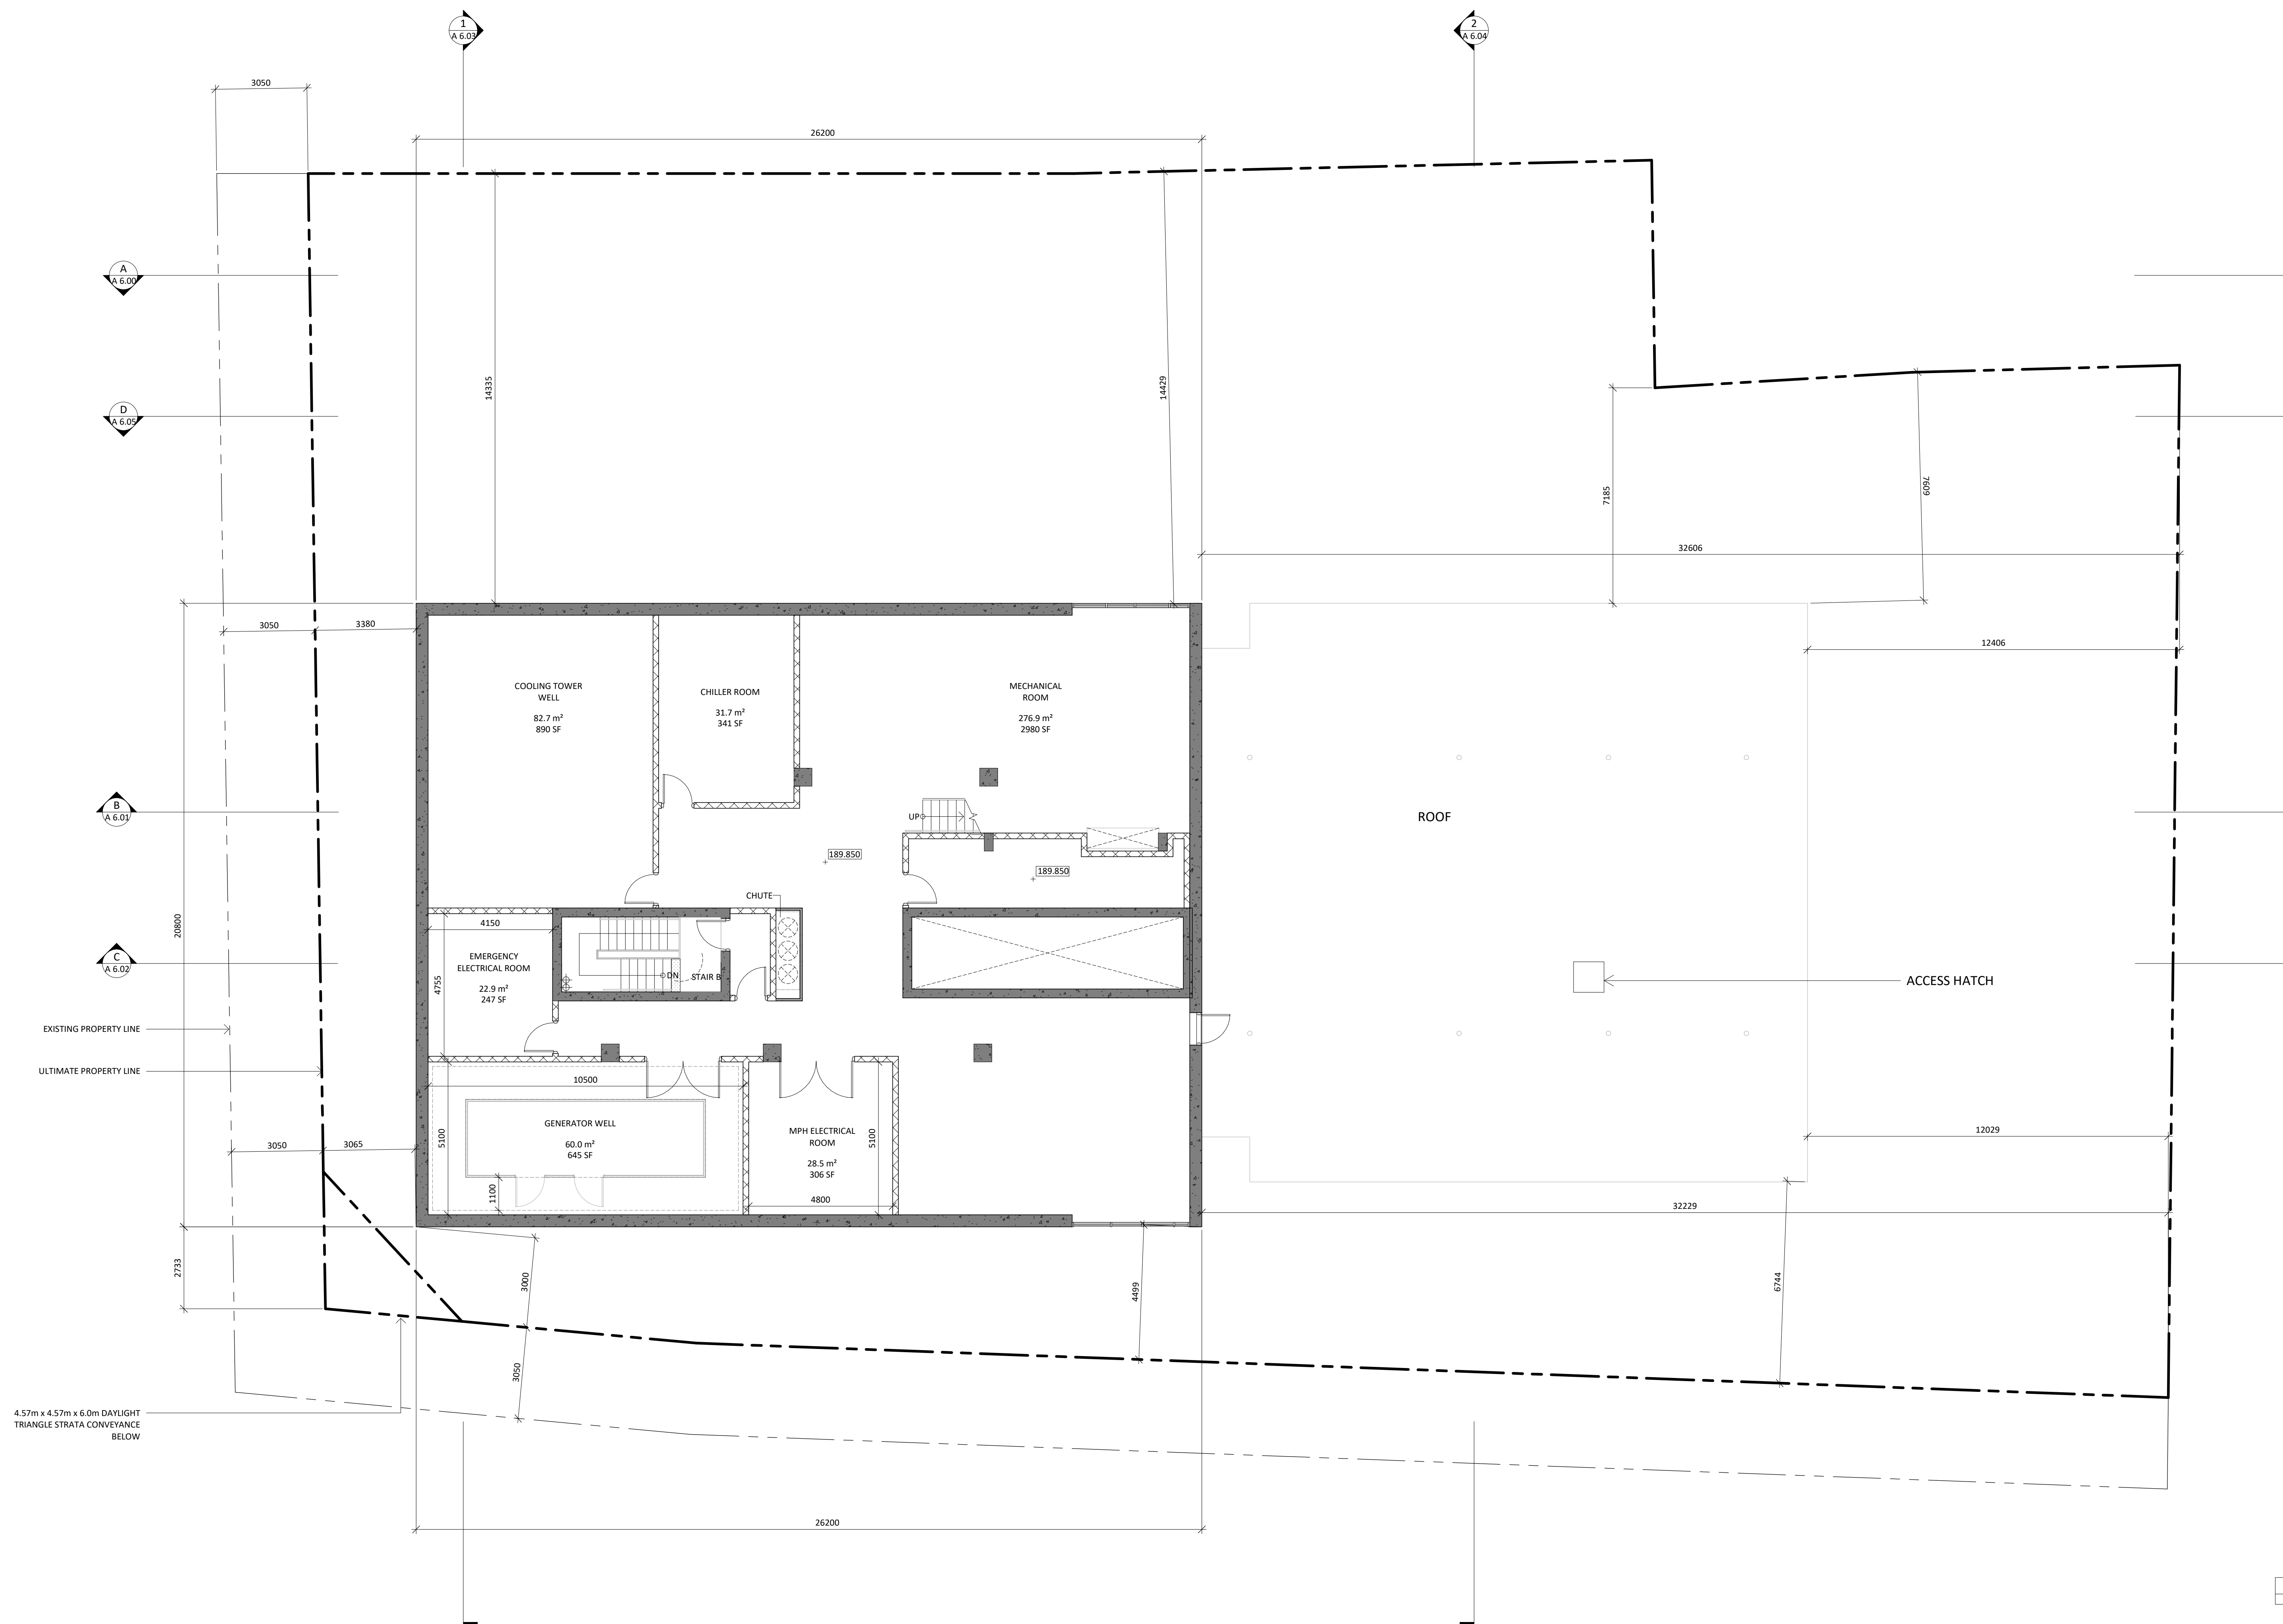 1
A 6.03
2
A 6.04
3050
26200
A
A 6.00
D
A 6.05
14335
14429
7185
7609
32606
3050
3380
12406
COOLING TOWER
WELL
82.7 m²
890 SF
CHILLER ROOM
31.7 m²
341 SF
MECHANICAL
ROOM
276.9 m²
2980 SF
B
A 6.01
UP
ROOF
189.850
189.850
CHUTE
20800
4150
C
A 6.02
EMERGENCY
ELECTRICAL ROOM
22.9 m²
247 SF
4755
DN
STAIR B
ACCESS HATCH
EXISTING PROPERTY LINE
ULTIMATE PROPERTY LINE
10500
GENERATOR WELL
60.0 m²
645 SF
5100
1100
MPH ELECTRICAL
ROOM
28.5 m²
306 SF
5100
4800
3050
3065
12029
32229
2733
3000
4499
6744
3050
4.57m x 4.57m x 6.0m DAYLIGHT
TRIANGLE STRATA CONVEYANCE
BELOW
26200